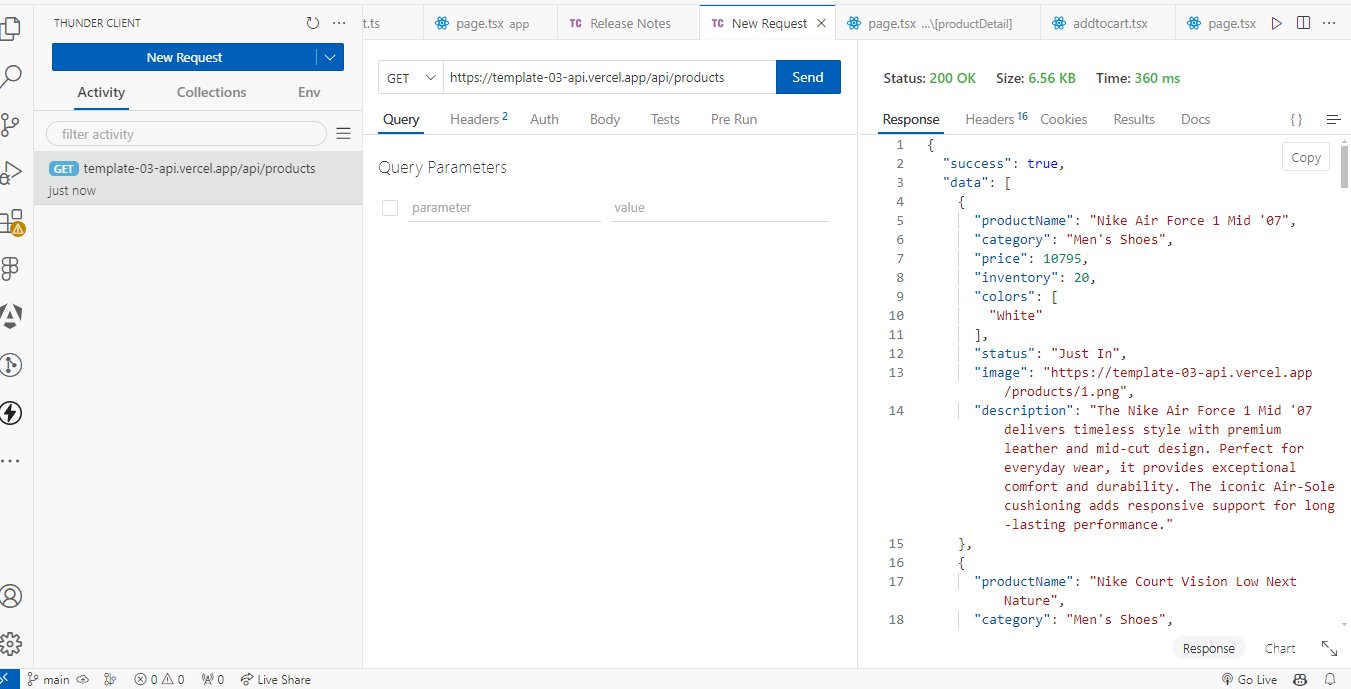 THUNDER CLIENT
New Request
Activity
Collections
Env
filter activity
GET template-03-api.vercel.app/api/products
just now
t.ts
page.tsx app
TC Release Notes
TC New Request
page.tsx ...\[productDetail]
addtocart.tsx
page.tsx
GET
https://template-03-api.vercel.app/api/products
Send
Query
Headers 2
Auth
Body
Tests
Pre Run
Query Parameters
parameter
value
Status: 200 OK
Size: 6.56 KB
Time: 360 ms
Response
Headers 16
Cookies
Results
Docs
{ }
Copy
1 {
2 "success": true,
3 "data": [
4 {
5 "productName": "Nike Air Force 1 Mid '07",
6 "category": "Men's Shoes",
7 "price": 10795,
8 "inventory": 20,
9 "colors": [
10 "White"
11 ],
12 "status": "Just In",
13 "image": "https://template-03-api.vercel.app
/products/1.png",
14 "description": "The Nike Air Force 1 Mid '07
delivers timeless style with premium
leather and mid-cut design. Perfect for
everyday wear, it provides exceptional
comfort and durability. The iconic Air-Sole
cushioning adds responsive support for long
-lasting performance."
15 },
16 {
17 "productName": "Nike Court Vision Low Next
Nature",
18 "category": "Men's Shoes",
Response
Chart
main
0
0
0
Live Share
Go Live